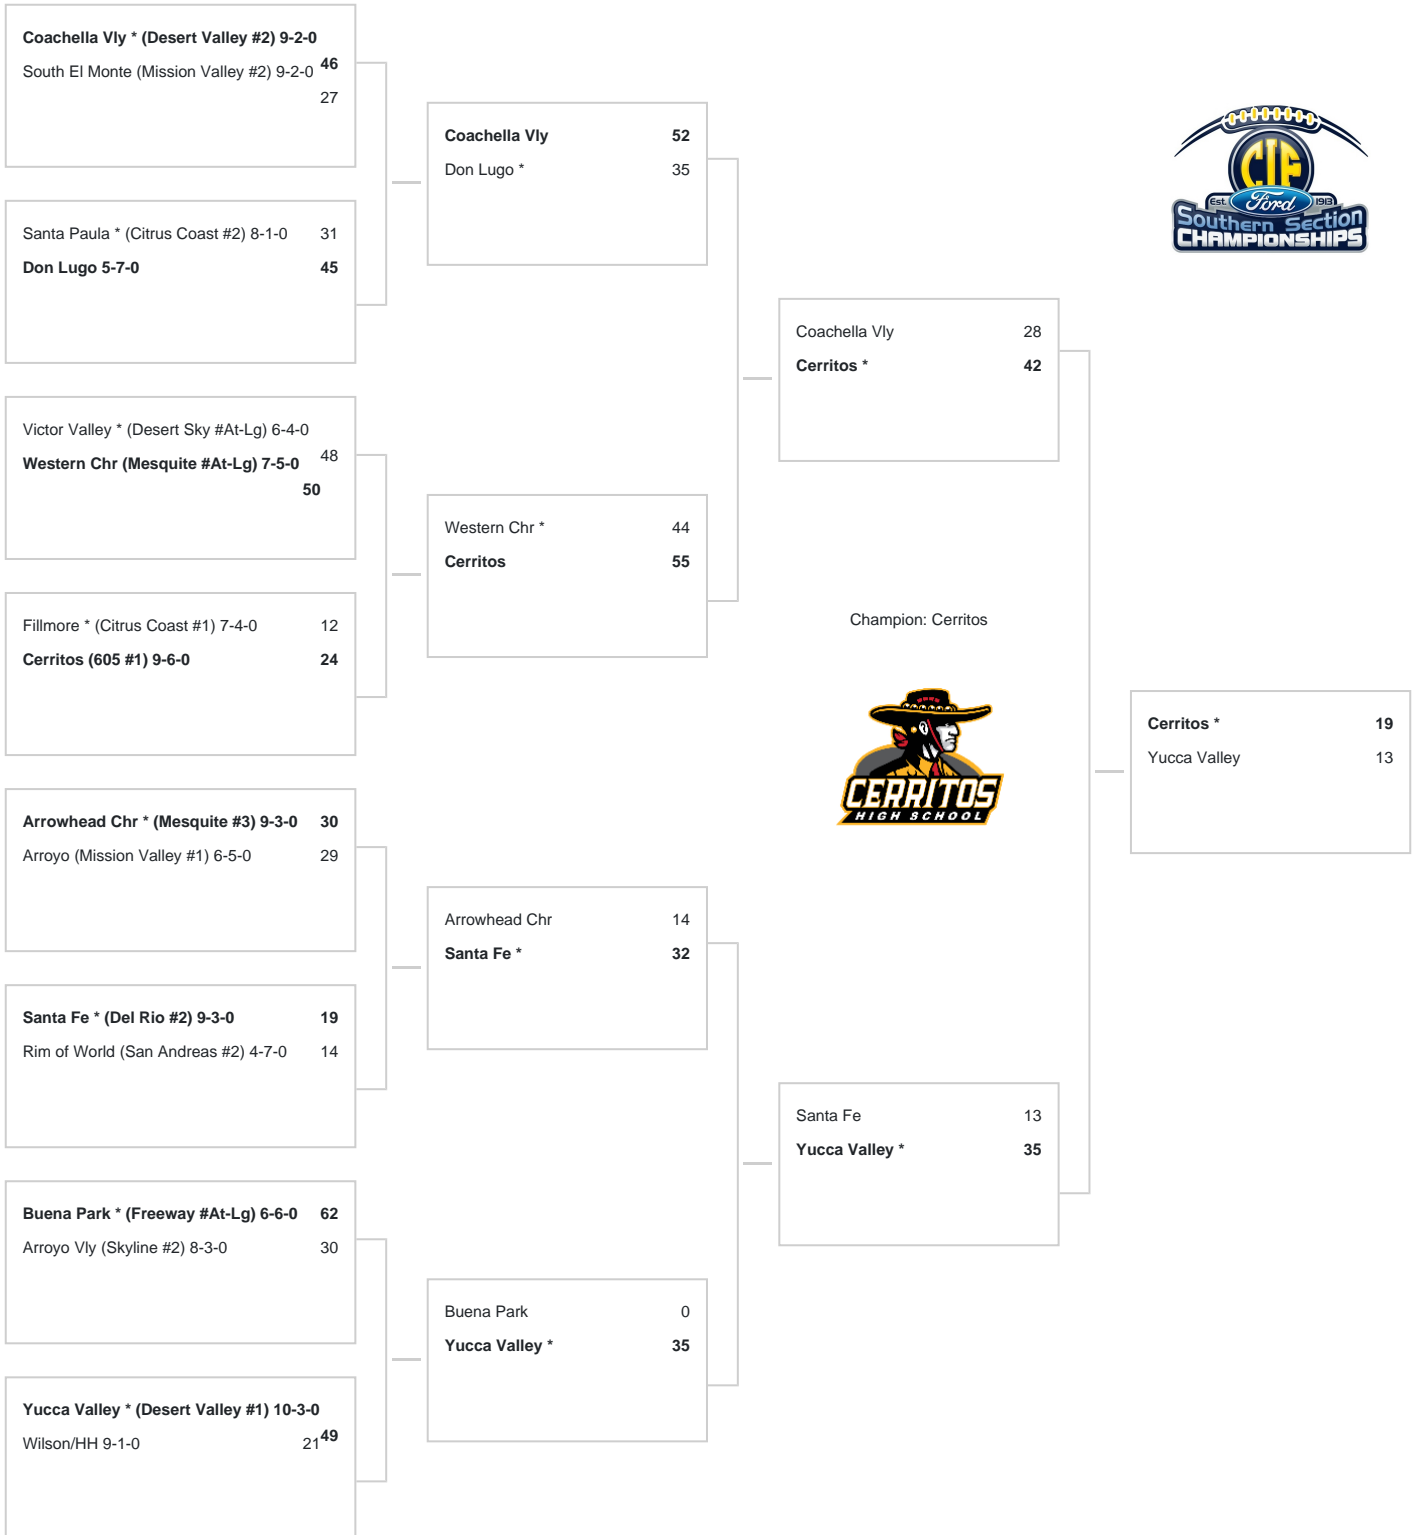 Coachella Vly * (Desert Valley #2) 9-2-0 46
South El Monte (Mission Valley #2) 9-2-0 27
Santa Paula * (Citrus Coast #2) 8-1-0 31
Don Lugo 5-7-0 45
Victor Valley * (Desert Sky #At-Lg) 6-4-0 48
Western Chr (Mesquite #At-Lg) 7-5-0 50
Fillmore * (Citrus Coast #1) 7-4-0 12
Cerritos (605 #1) 9-6-0 24
Arrowhead Chr * (Mesquite #3) 9-3-0 30
Arroyo (Mission Valley #1) 6-5-0 29
Santa Fe * (Del Rio #2) 9-3-0 19
Rim of World (San Andreas #2) 4-7-0 14
Buena Park * (Freeway #At-Lg) 6-6-0 62
Arroyo Vly (Skyline #2) 8-3-0 30
Yucca Valley * (Desert Valley #1) 10-3-0 49
Wilson/HH 9-1-0 21
Coachella Vly 52
Don Lugo * 35
Western Chr * 44
Cerritos 55
Arrowhead Chr 14
Santa Fe * 32
Buena Park 0
Yucca Valley * 35
Coachella Vly 28
Cerritos * 42
Santa Fe 13
Yucca Valley * 35
Champion: Cerritos
CERRITOS
HIGH SCHOOL
CIF
Est. Ford 1913
Southern Section
CHAMPIONSHIPS
Cerritos * 19
Yucca Valley 13